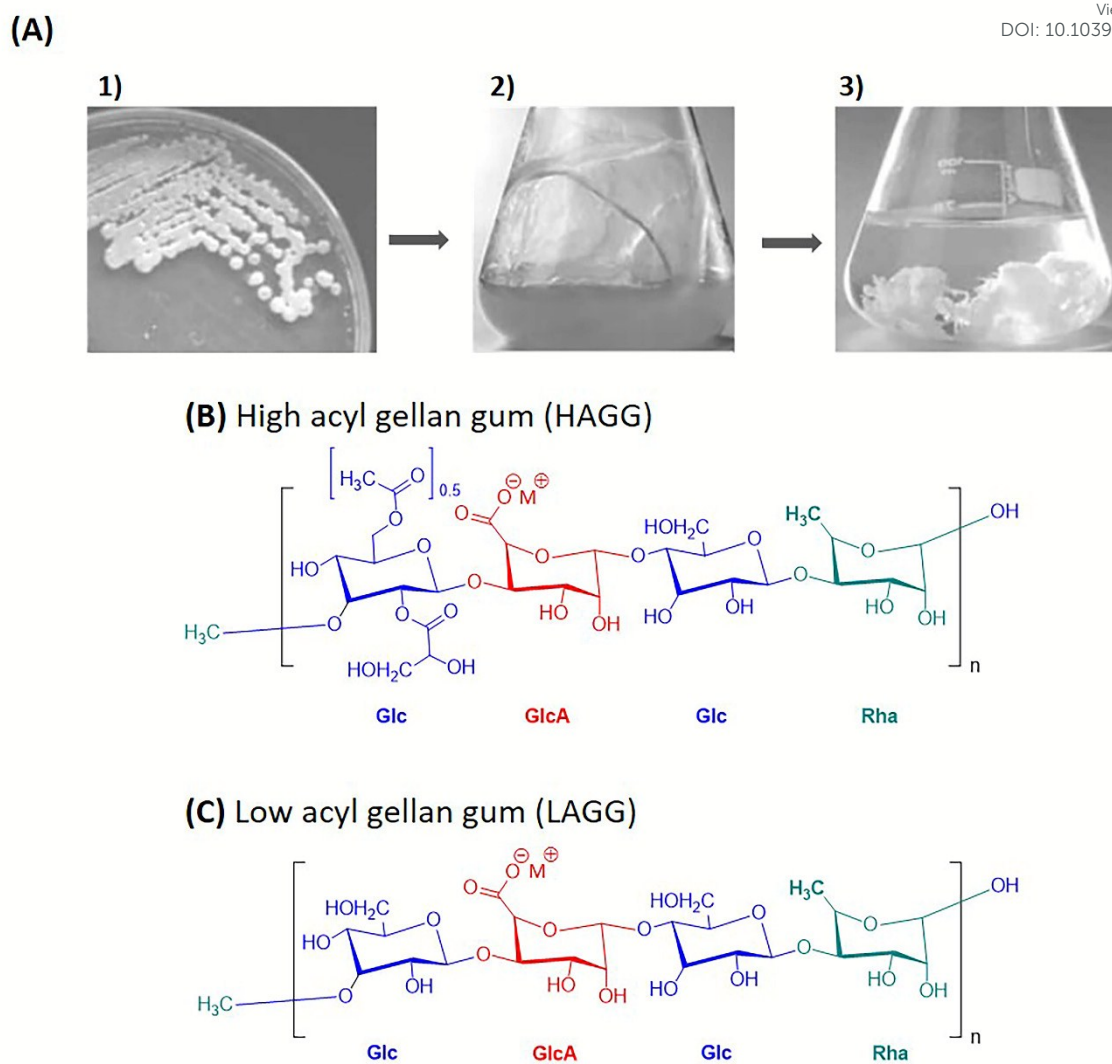 Vie
DOI: 10.1039
(A)
1)
2)
3)
(B) High acyl gellan gum (HAGG)
H₃C O
0.5
O
O⊖ M⊕
O
H₃C
OH
HOH₂C
O
O
O
O
HO
O
O
O
HO
OH
HO
OH
HO
OH
H₃C
O
O
O
HOH₂C
OH
n
Glc GlcA Glc Rha
(C) Low acyl gellan gum (LAGG)
O⊖ M⊕
O
H₃C
OH
HOH₂C
HOH₂C
O
O
O
O
HO
O
O
O
OH
HO
OH
HO
OH
HO
OH
H₃C
O
n
Glc GlcA Glc Rha